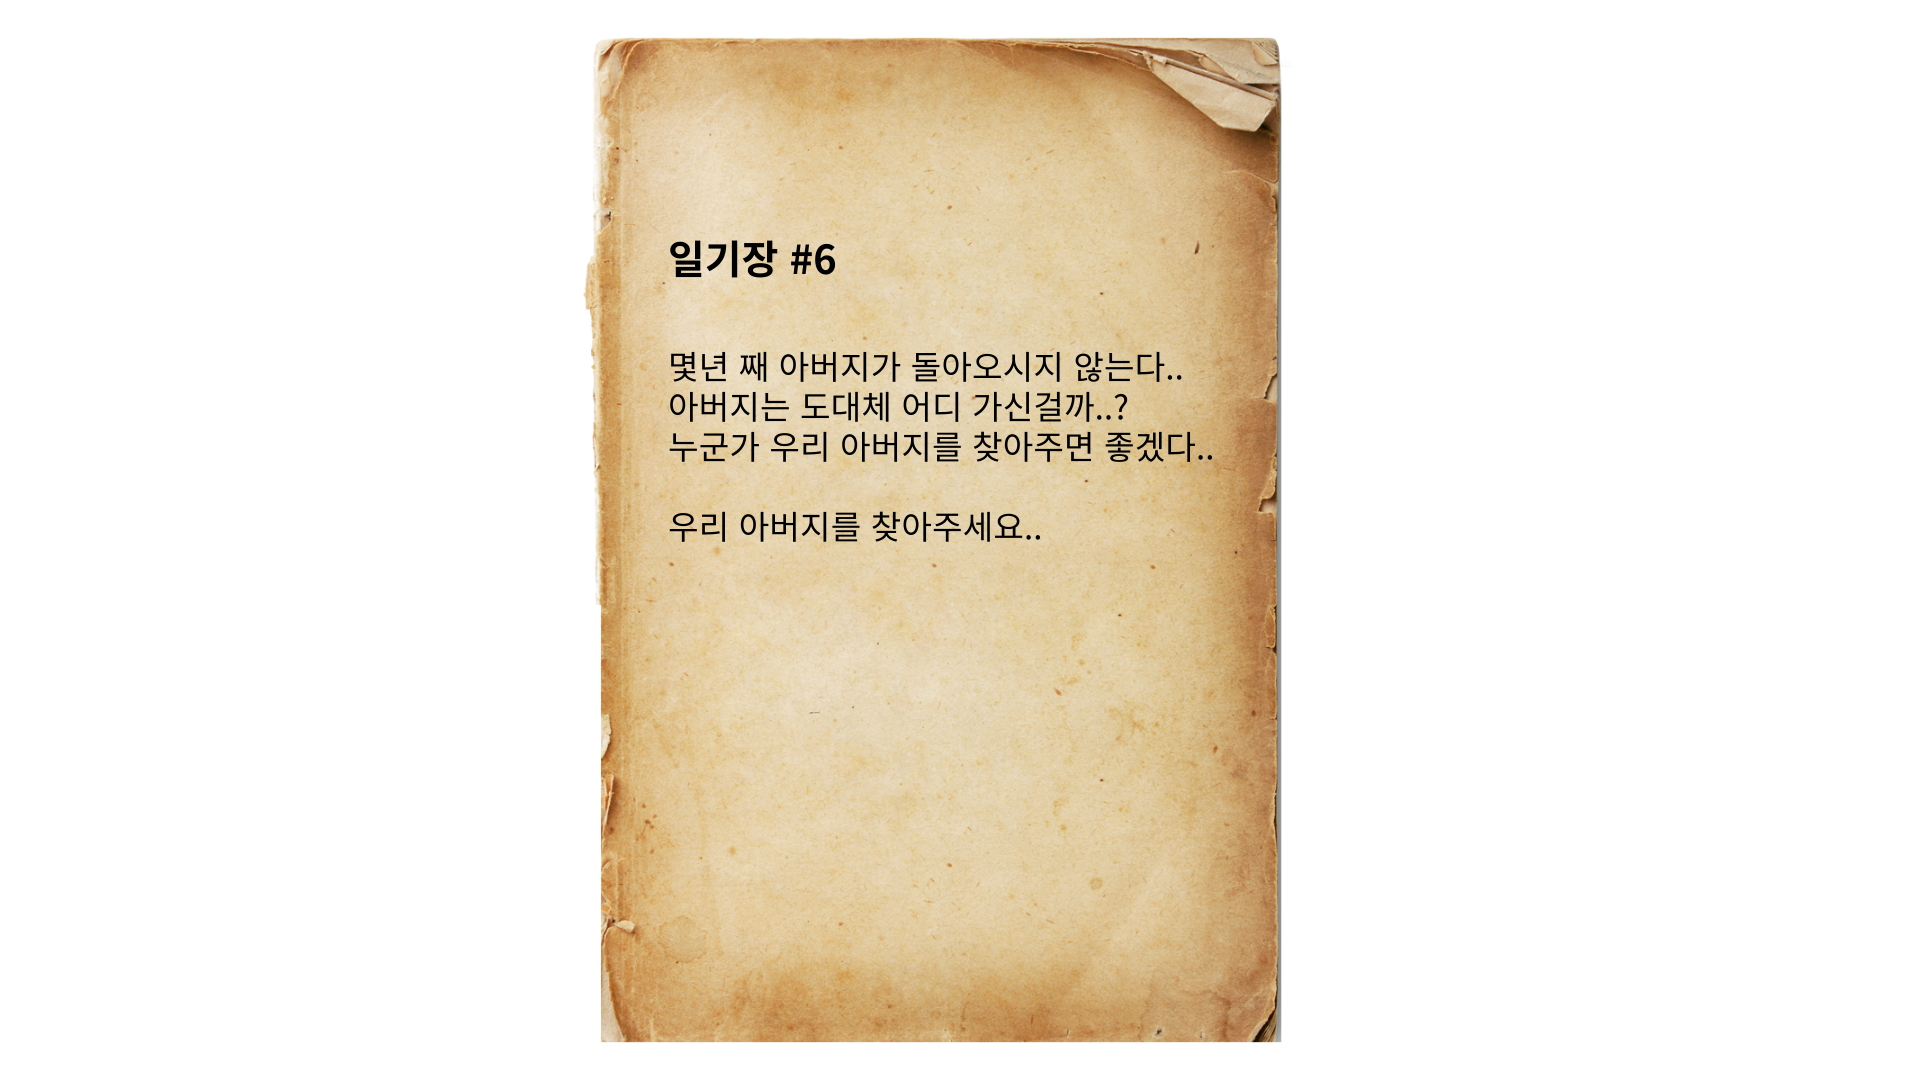 일기장 #6
몇년 째 아버지가 돌아오시지 않는다..
아버지는 도대체 어디 가신걸까..?
누군가 우리 아버지를 찾아주면 좋겠다..
우리 아버지를 찾아주세요..